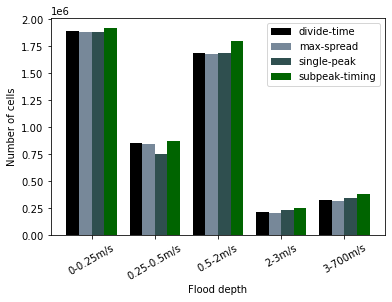 1e6
2.00
1.75
1.50
1.25
1.00
0.75
0.50
0.25
0.00
Number of cells
divide-time
max-spread
single-peak
subpeak-timing
0-0.25m/s
0.25-0.5m/s
0.5-2m/s
2-3m/s
3-700m/s
Flood depth